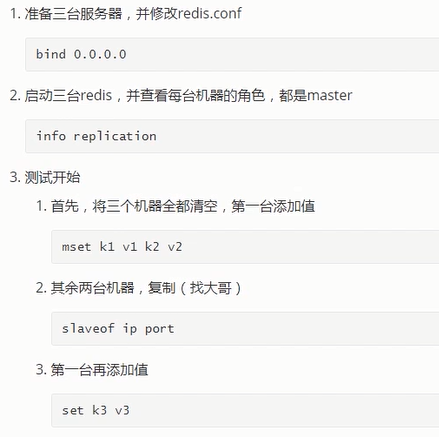 1. 准备三台服务器，并修改redis.conf
bind 0.0.0.0
2. 启动三台redis，并查看每台机器的角色，都是master
info replication
3. 测试开始
1. 首先，将三个机器全都清空，第一台添加值
mset k1 v1 k2 v2
2. 其余两台机器，复制（找大哥）
slaveof ip port
3. 第一台再添加值
set k3 v3